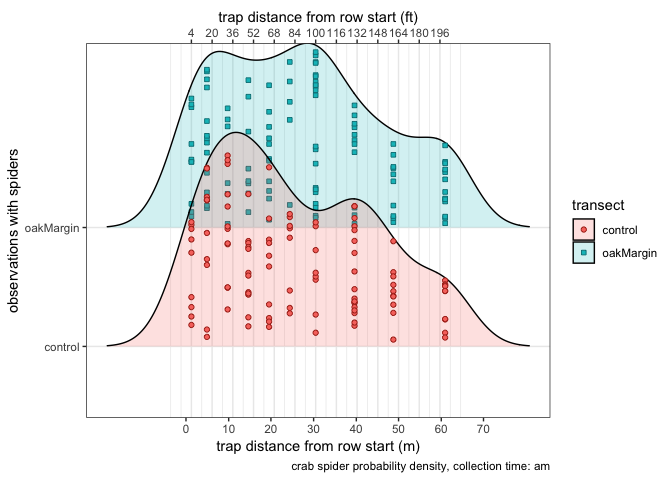 trap distance from row start (ft)
4 20 36 52 68 84 100 116 132 148 164 180 196
observations with spiders
oakMargin
control
transect
control
oakMargin
0 10 20 30 40 50 60 70
trap distance from row start (m)
crab spider probability density, collection time: am